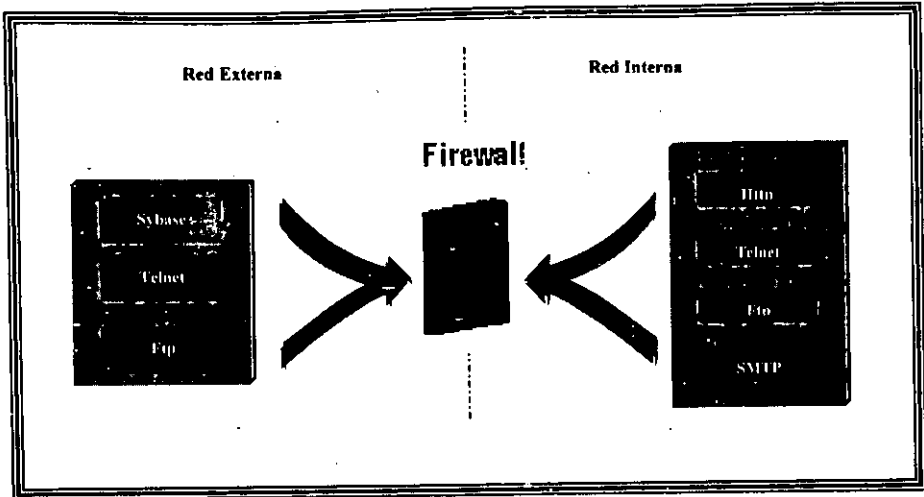 Red Externa
Red Interna
Firewall
Sybase
Telnet
Ftp
Http
Telnet
Ftp
SMTP